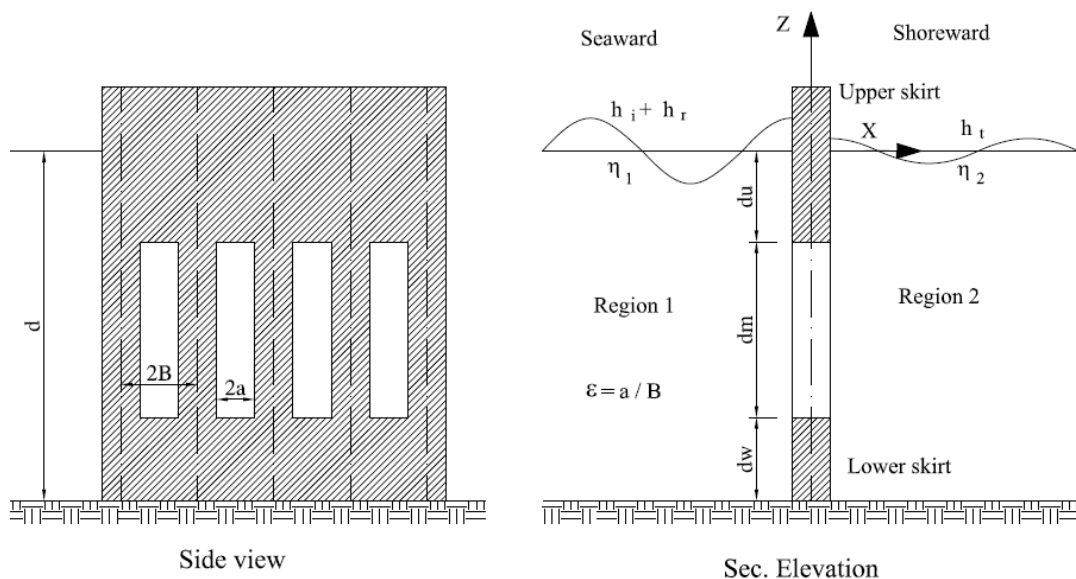 d
2B
2a
Side view
Seaward
Z
Shoreward
Upper skirt
h i + h r
X
h t
η 1
η 2
du
Region 1
dm
Region 2
ε = a / B
dw
Lower skirt
Sec. Elevation